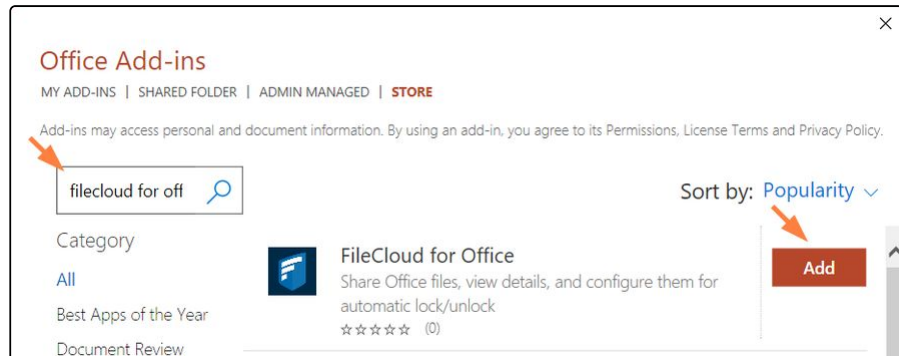 Office Add-ins
MY ADD-INS | SHARED FOLDER | ADMIN MANAGED | STORE
Add-ins may access personal and document information. By using an add-in, you agree to its Permissions, License Terms and Privacy Policy.
filecloud for off
Sort by: Popularity
Category
FileCloud for Office
Add
All
Share Office files, view details, and configure them for
automatic lock/unlock
Best Apps of the Year
(0)
Document Review